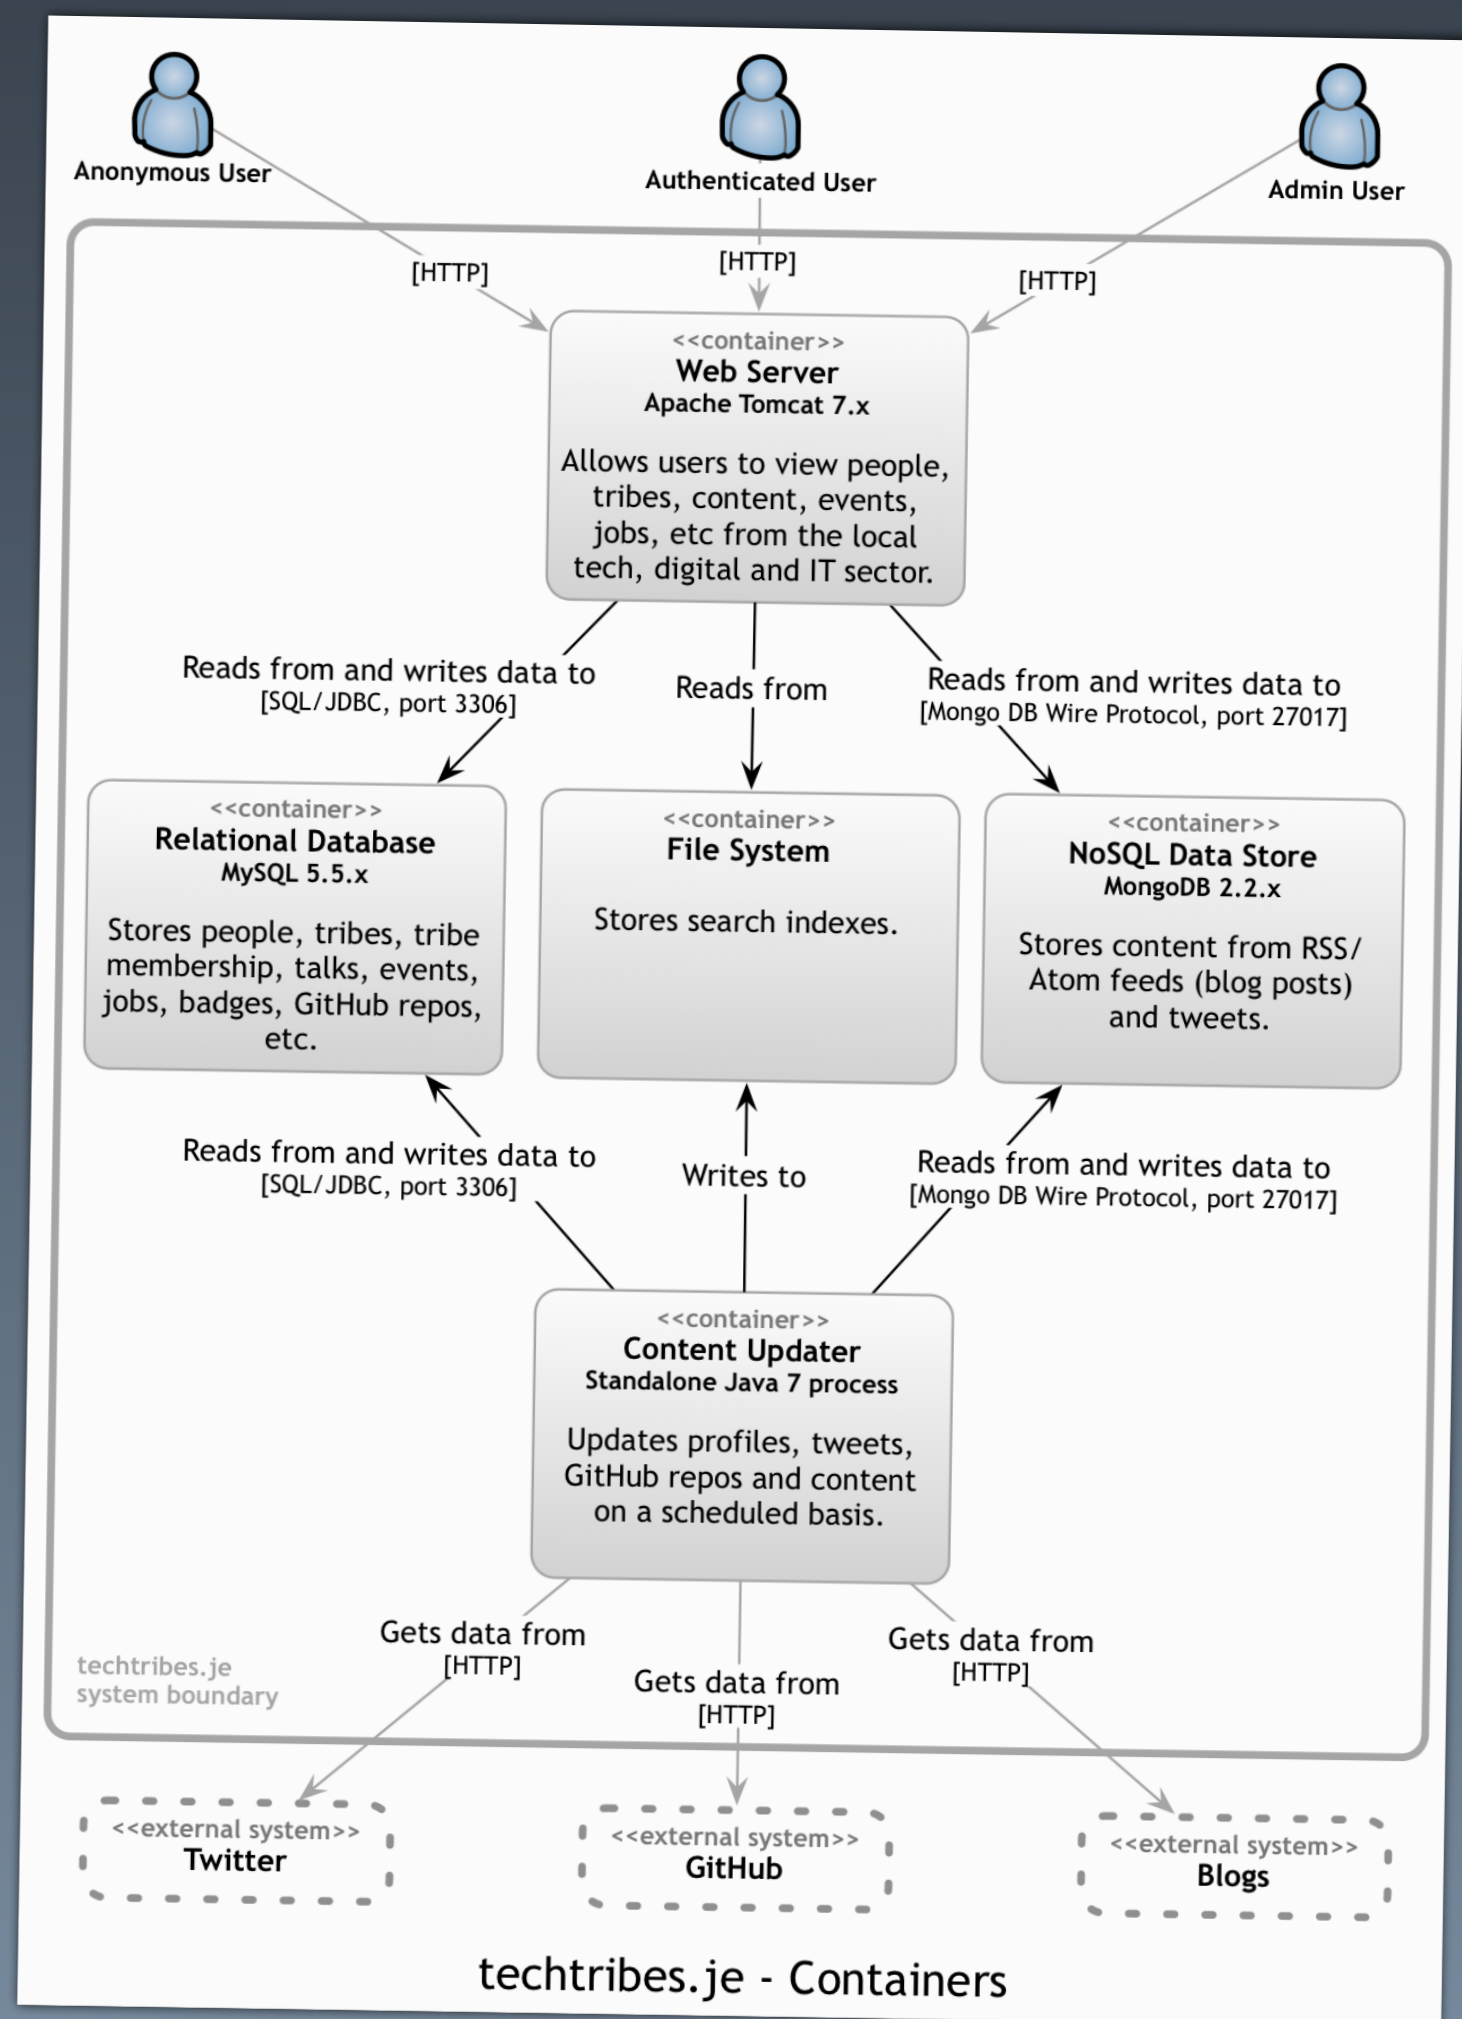 Anonymous User
Authenticated User
Admin User
[HTTP]
[HTTP]
[HTTP]
<<container>>
Web Server
Apache Tomcat 7.x
Allows users to view people,
tribes, content, events,
jobs, etc from the local
tech, digital and IT sector.
Reads from and writes data to
[SQL/JDBC, port 3306]
Reads from
Reads from and writes data to
[Mongo DB Wire Protocol, port 27017]
<<container>>
Relational Database
MySQL 5.5.x
Stores people, tribes, tribe
membership, talks, events,
jobs, badges, GitHub repos,
etc.
<<container>>
File System
Stores search indexes.
<<container>>
NoSQL Data Store
MongoDB 2.2.x
Stores content from RSS/
Atom feeds (blog posts)
and tweets.
Reads from and writes data to
[SQL/JDBC, port 3306]
Writes to
Reads from and writes data to
[Mongo DB Wire Protocol, port 27017]
<<container>>
Content Updater
Standalone Java 7 process
Updates profiles, tweets,
GitHub repos and content
on a scheduled basis.
Gets data from
[HTTP]
Gets data from
[HTTP]
Gets data from
[HTTP]
techtribes.je
system boundary
<<external system>>
Twitter
<<external system>>
GitHub
<<external system>>
Blogs
techtribes.je - Containers